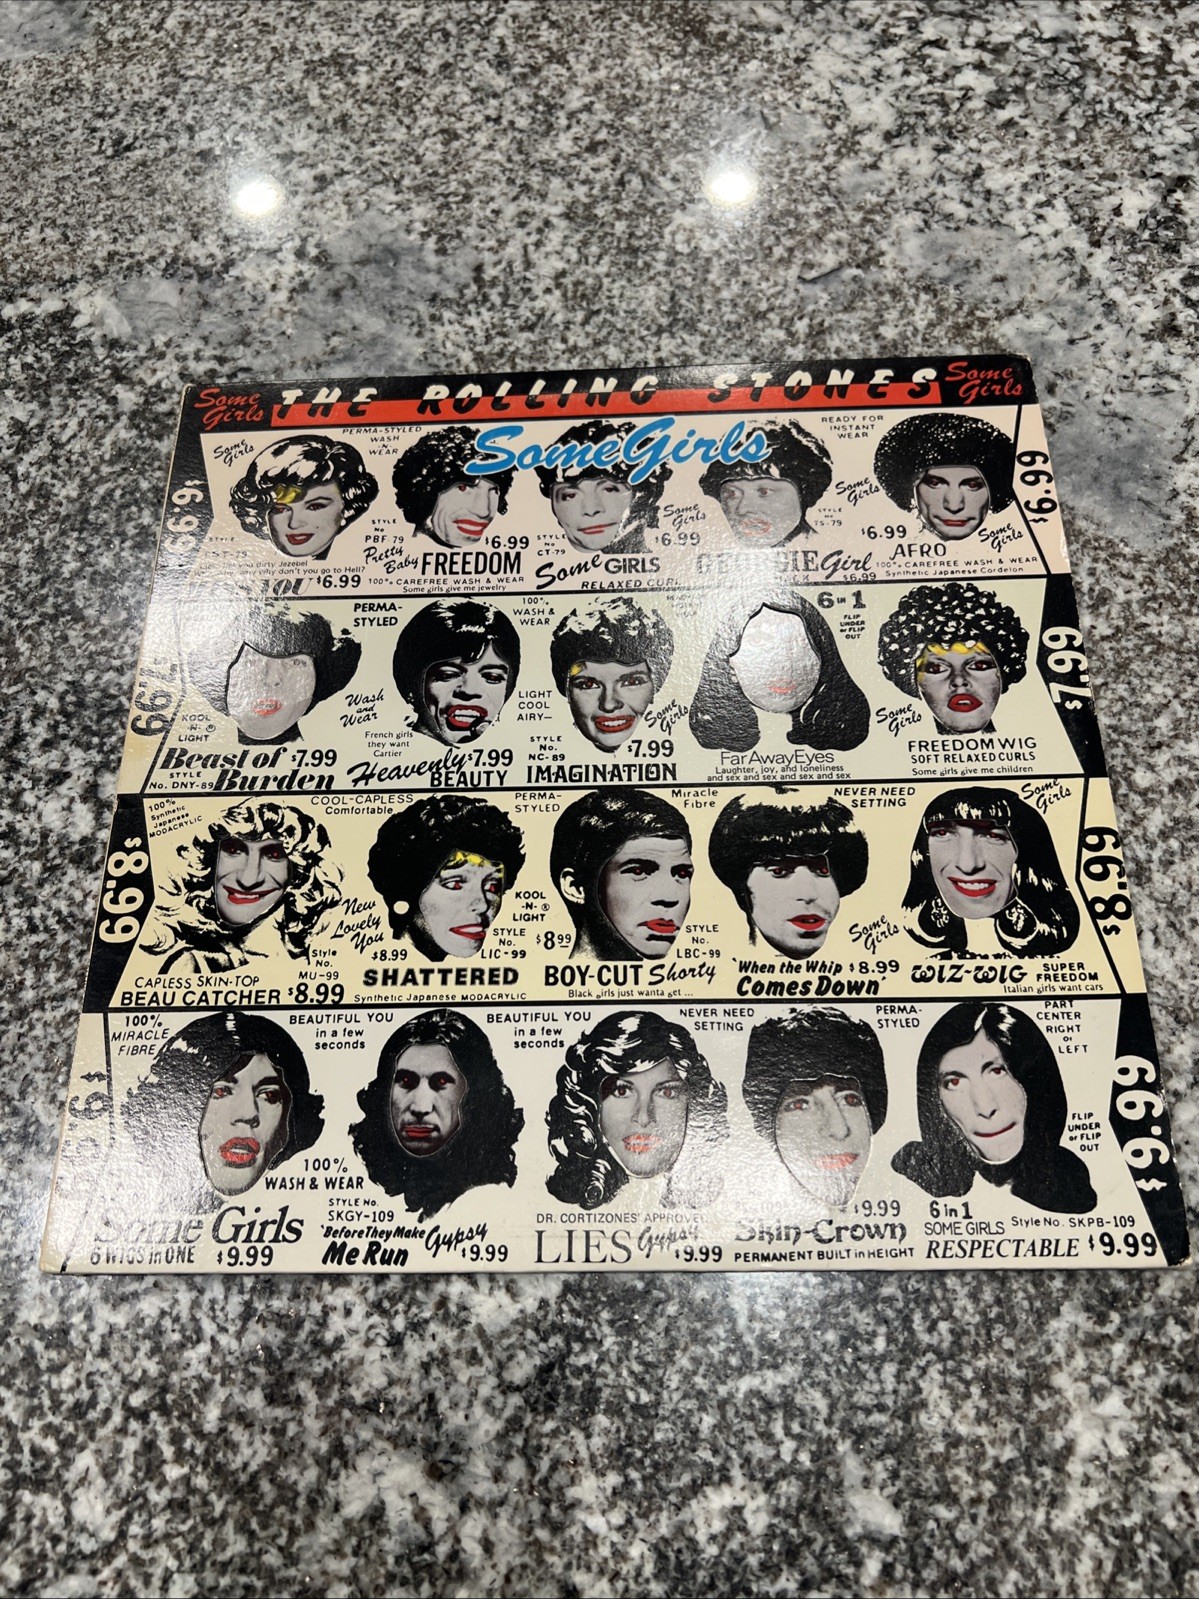 Some Girls
THE ROLLING STONES
Some Girls
Some Girls
Some Girls
PERMA-STYLED
WASH
-N-
WEAR
READY FOR
INSTANT
WEAR
$6.99
STYLE
No
PBF 79
Pretty Baby FREEDOM
$6.99
100% CAREFREE WASH & WEAR
Some girls give me jewelry
why don't you go to Hell?
$6.99
STYLE
No
CT-79
Some GIRLS
RELAXED CURL
Some Girls
$6.99
STYLE
No
TS-79
Girl
$6.99
Some Girls
$6.99
AFRO
Some Girls
100% CAREFREE WASH & WEAR
Synthetic Japanese Cordelon
6.99
$
7.99
KOOL
-N- ®
LIGHT
Beast of $7.99
STYLE
No. DNY-89 Burden
PERMA-
STYLED
Wash
and
Wear
French girls
they want
Cartier
Heavenly $7.99
BEAUTY
100%
WASH &
WEAR
LIGHT
COOL
AIRY—
STYLE
No.
NC-89
Some Girls
$7.99
IMAGINATION
6 IN 1
FLIP
UNDER
or FLIP
OUT
FarAwayEyes
Laughter, joy, and loneliness
and sex and sex and sex and sex
Some Girls
FREEDOM WIG
SOFT RELAXED CURLS
Some girls give me children
7.99
$
8.99
$
100%
Synthetic
Japanese
MODACRYLIC
CAPLESS SKIN-TOP
BEAU CATCHER $8.99
Style
No.
MU-99
COOL-CAPLESS
Comfortable
New
Lovely
You
$8.99
STYLE
No.
LIC-99
SHATTERED
Synthetic Japanese MODACRYLIC
PERMA-
STYLED
KOOL
-N- ®
LIGHT
$8.99
BOY-CUT Shorty
Black girls just wanta get ...
Miracle
Fibre
STYLE
No.
LBC-99
'When the Whip $8.99
Comes Down'
NEVER NEED
SETTING
Some Girls
Some Girls
WIZ-WIG SUPER
FREEDOM
Italian girls want cars
8.99
$
100%
MIRACLE
FIBRE
Some Girls
6 WIGS in ONE $9.99
BEAUTIFUL YOU
in a few
seconds
100%
WASH & WEAR
STYLE No.
SKGY-109
'Before They Make Gypsy
Me Run $9.99
BEAUTIFUL YOU
in a few
seconds
DR. CORTIZONES' APPROVED
LIES Gypsy
$9.99
NEVER NEED
SETTING
PERMA-
STYLED
$9.99
Skin-Crown
PERMANENT BUILT in HEIGHT
PART
CENTER
RIGHT
or
LEFT
FLIP
UNDER
or FLIP
OUT
6 in 1
SOME GIRLS Style No. SKPB-109
RESPECTABLE $9.99
9.99
$